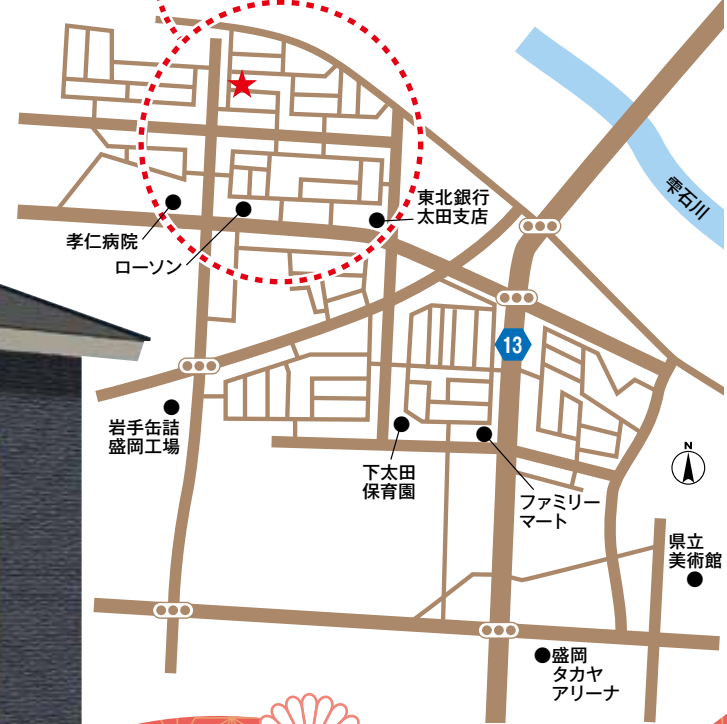 雫石川
東北銀行
太田支店
孝仁病院
ローソン
13
岩手缶詰
盛岡工場
下太田
保育園
N
ファミリー
マート
県立
美術館
盛岡
タカヤ
アリーナ